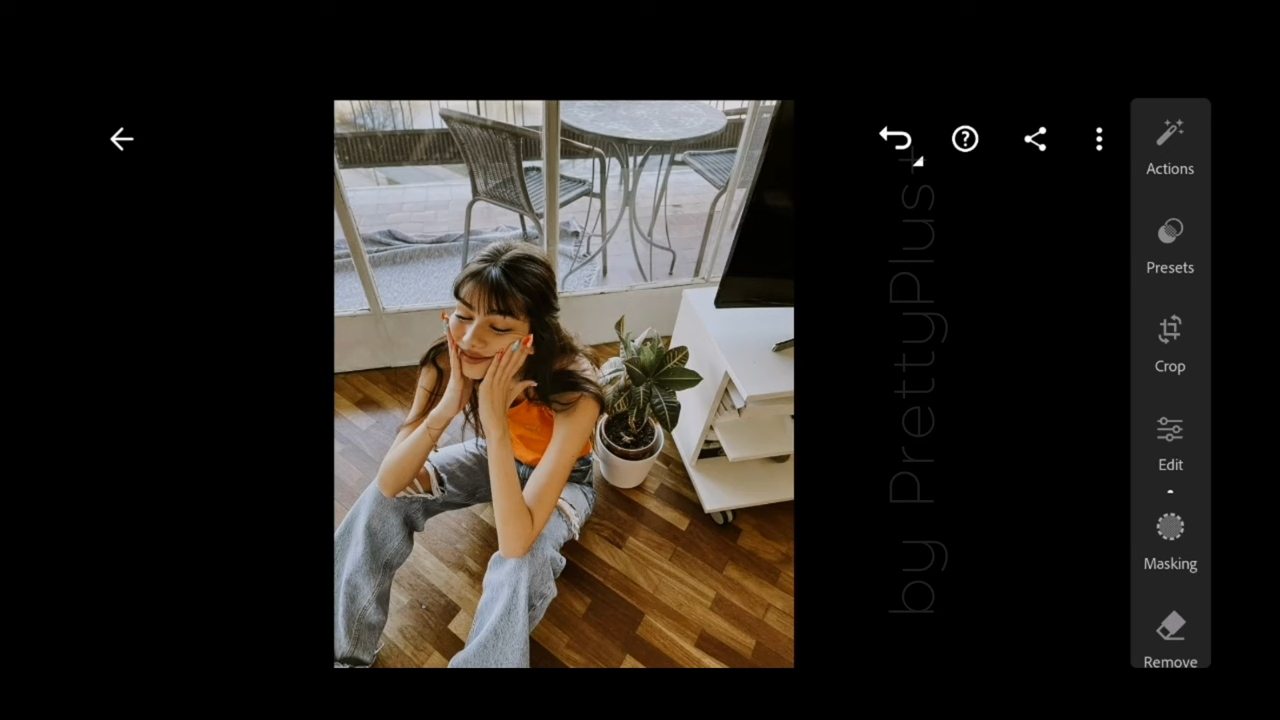 Actions
Presets
Crop
Edit
Masking
Remove
by PrettyPlus+